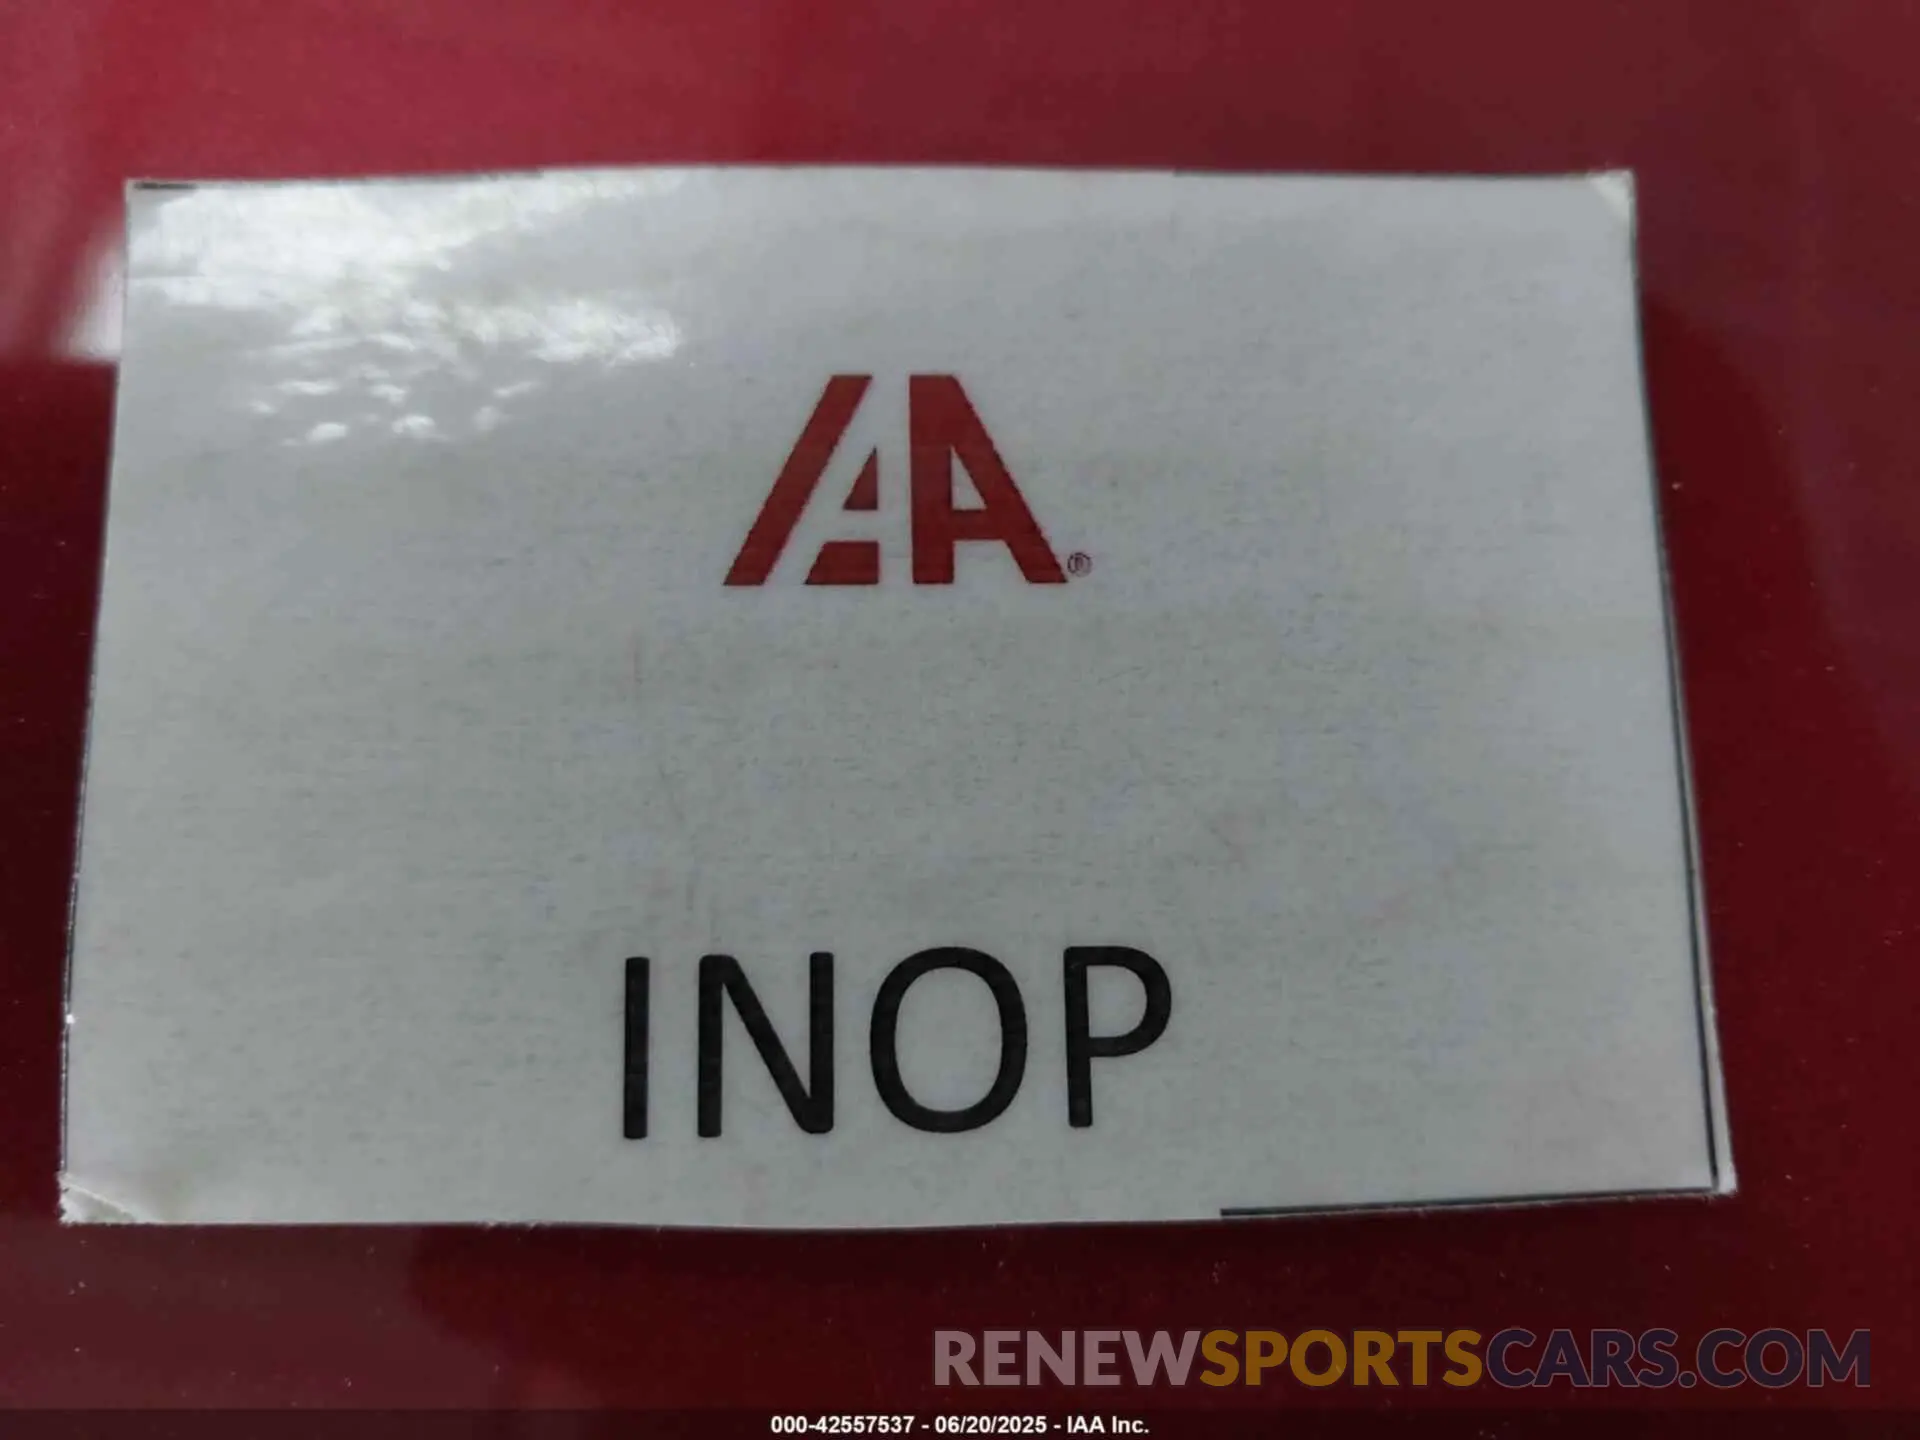 IAA®
INOP
RENEWSPORTSCARS.COM
000-42557537 - 06/20/2025 - IAA Inc.